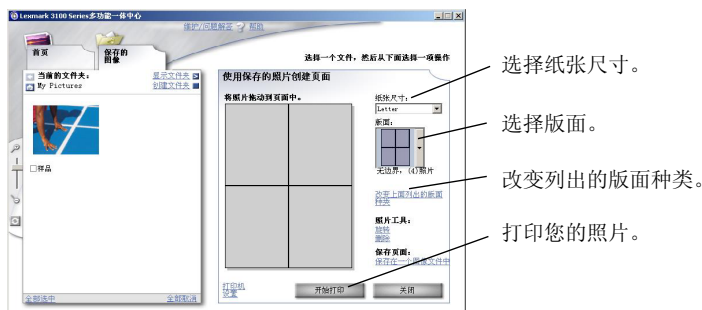 Lexmark 3100 Series多功能一体中心
维护/问题解答 帮助
首页
保存的
图像
选择一个文件，然后从下面选择一项操作
当前的文件夹：
显示文件夹
My Pictures
创建文件夹
样品
全部选中
全部取消
使用保存的照片创建页面
将照片拖动到页面中。
纸张尺寸：
Letter
版面：
无边界，(4)照片
改变上面列出的版面
种类
照片工具：
旋转
删除
保存页面：
保存在一个图像文件中
打印机
设置
开始打印
关闭
选择纸张尺寸。
选择版面。
改变列出的版面种类。
打印您的照片。